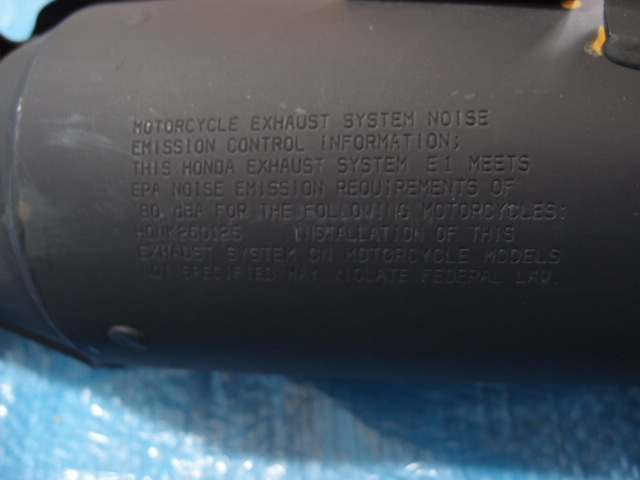 MOTORCYCLE EXHAUST SYSTEM NOISE
EMISSION CONTROL INFORMATION;
THIS HONDA EXHAUST SYSTEM E1 MEETS
EPA NOISE EMISSION REQUIREMENTS OF
80 dBA FOR THE FOLLOWING MOTORCYCLES:
INSTALLATION OF THIS
EXHAUST SYSTEM ON MOTORCYCLE MODELS
NOT SPECIFIED MAY VIOLATE FEDERAL LAW.